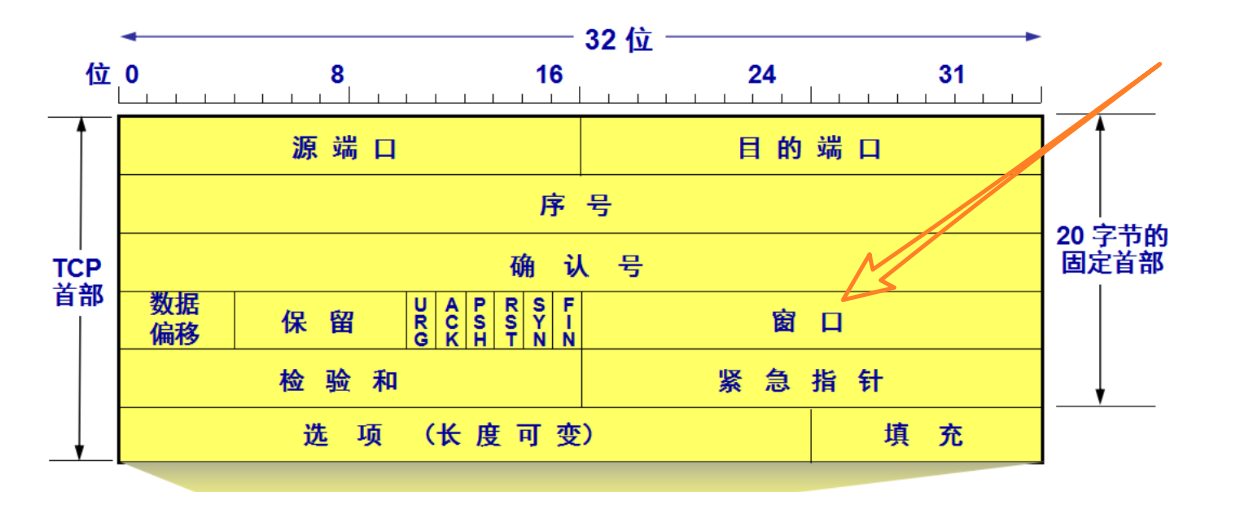 32 位
位 0 8 16 24 31
源 端 口 目 的 端 口
序 号
确 认 号
TCP
首部
20 字节的
固定首部
数据
偏移
保 留
URG
ACK
PSH
RST
SYN
FIN
窗 口
检 验 和 紧 急 指 针
选 项 （长 度 可 变） 填 充